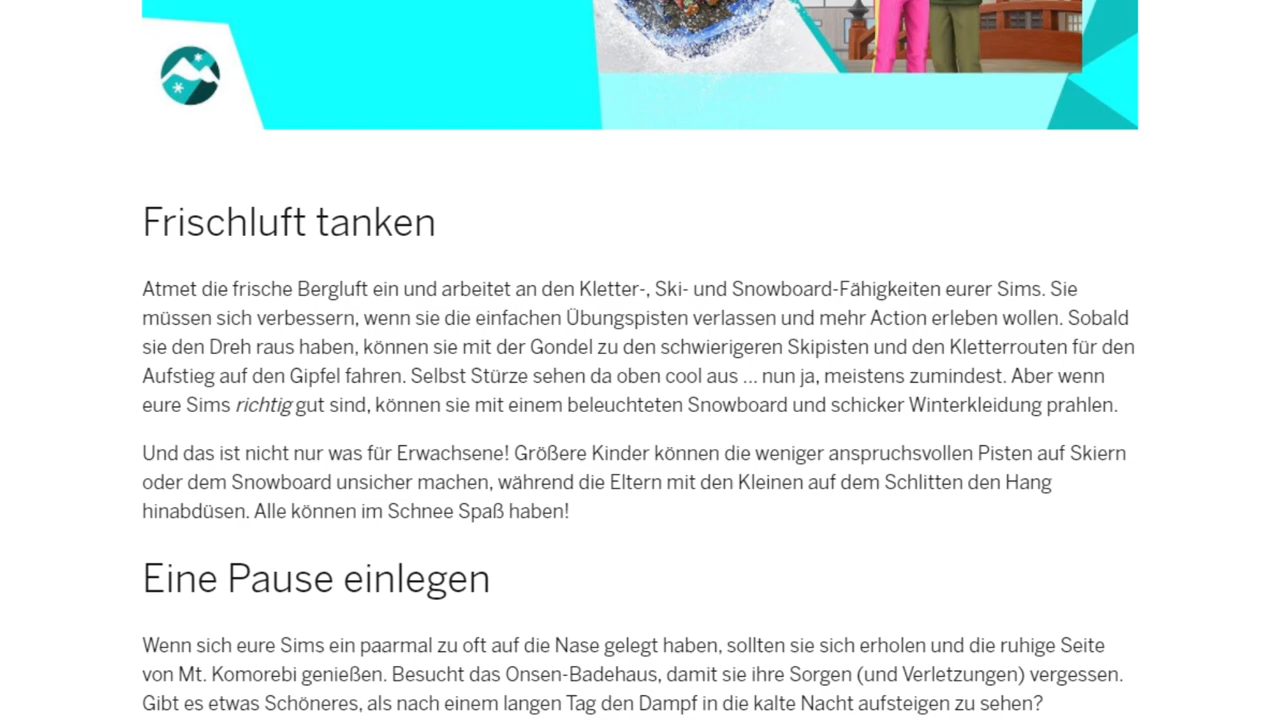 Frischluft tanken
Atmet die frische Bergluft ein und arbeitet an den Kletter-, Ski- und Snowboard-Fähigkeiten eurer Sims. Sie
müssen sich verbessern, wenn sie die einfachen Übungspisten verlassen und mehr Action erleben wollen. Sobald
sie den Dreh raus haben, können sie mit der Gondel zu den schwierigeren Skipisten und den Kletterrouten für den
Aufstieg auf den Gipfel fahren. Selbst Stürze sehen da oben cool aus ... nun ja, meistens zumindest. Aber wenn
eure Sims richtig gut sind, können sie mit einem beleuchteten Snowboard und schicker Winterkleidung prahlen.
Und das ist nicht nur was für Erwachsene! Größere Kinder können die weniger anspruchsvollen Pisten auf Skiern
oder dem Snowboard unsicher machen, während die Eltern mit den Kleinen auf dem Schlitten den Hang
hinabdüsen. Alle können im Schnee Spaß haben!
Eine Pause einlegen
Wenn sich eure Sims ein paarmal zu oft auf die Nase gelegt haben, sollten sie sich erholen und die ruhige Seite
von Mt. Komorebi genießen. Besucht das Onsen-Badehaus, damit sie ihre Sorgen (und Verletzungen) vergessen.
Gibt es etwas Schöneres, als nach einem langen Tag den Dampf in die kalte Nacht aufsteigen zu sehen?